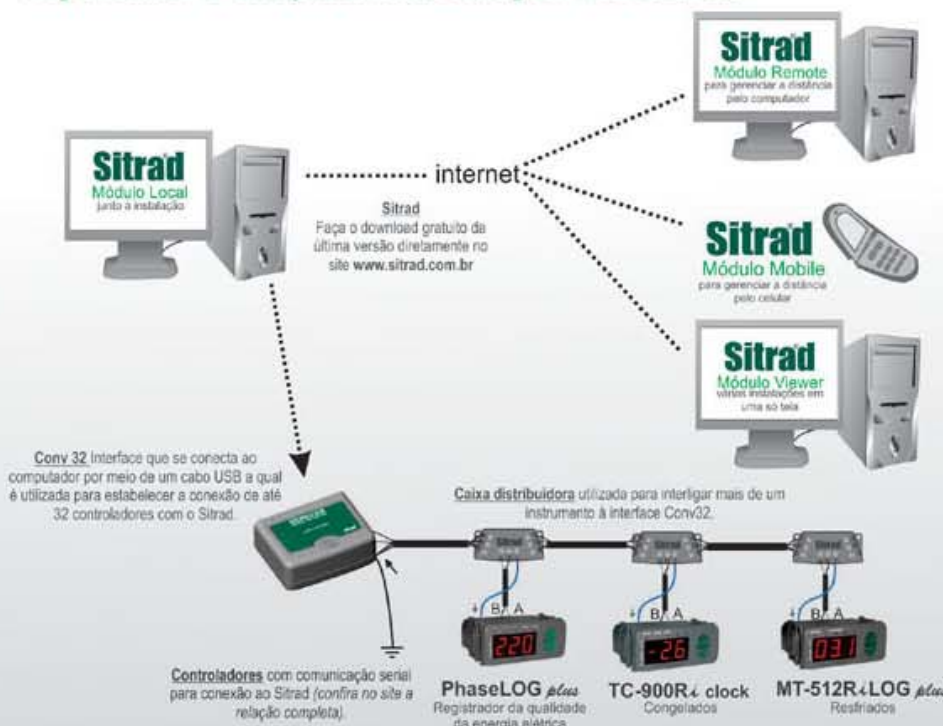 Sitrad
Módulo Remote
para gerenciar a distância
pelo computador
Sitrad
Módulo Local
junto a instalação
internet
Sitrad
Faça o download gratuito da
última versão diretamente no
site www.sitrad.com.br
Sitrad
Módulo Mobile
para gerenciar a distância
pelo celular
Sitrad
Módulo Viewer
várias instalações em
uma só tela
Conv 32 Interface que se conecta ao
computador por meio de um cabo USB a qual
é utilizada para estabelecer a conexão de até
32 controladores com o Sitrad.
Caixa distribuidora utilizada para interligar mais de um
instrumento à interface Conv32.
Sitrad
Sitrad
Sitrad
B A
B A
B A
220
-26
03.1
Controladores com comunicação serial
para conexão ao Sitrad (confira no site a
relação completa).
PhaseLOG plus
Registrador da qualidade
da energia elétrica
TC-900Ri clock
Congelados
MT-512RiLOG plus
Resfriados